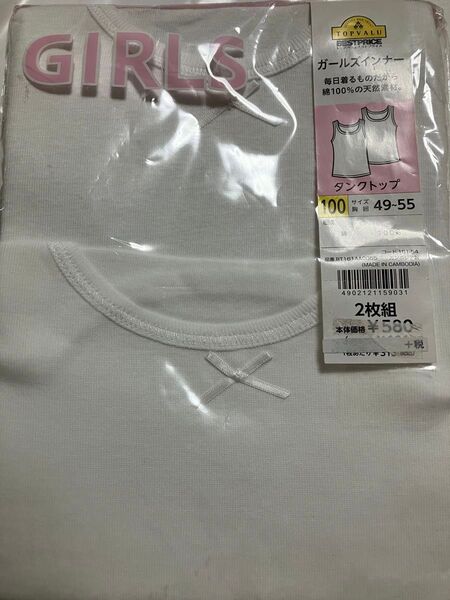 GIRLS
TOPVALU
BESTPRICE
ガールズインナー
毎日着るものだから
綿100%の天然素材。
タンクトップ
100 サイズ 胸囲 49~55
(MADE IN CAMBODIA)
4902121159031
2枚組
本体価格 ¥580
+税